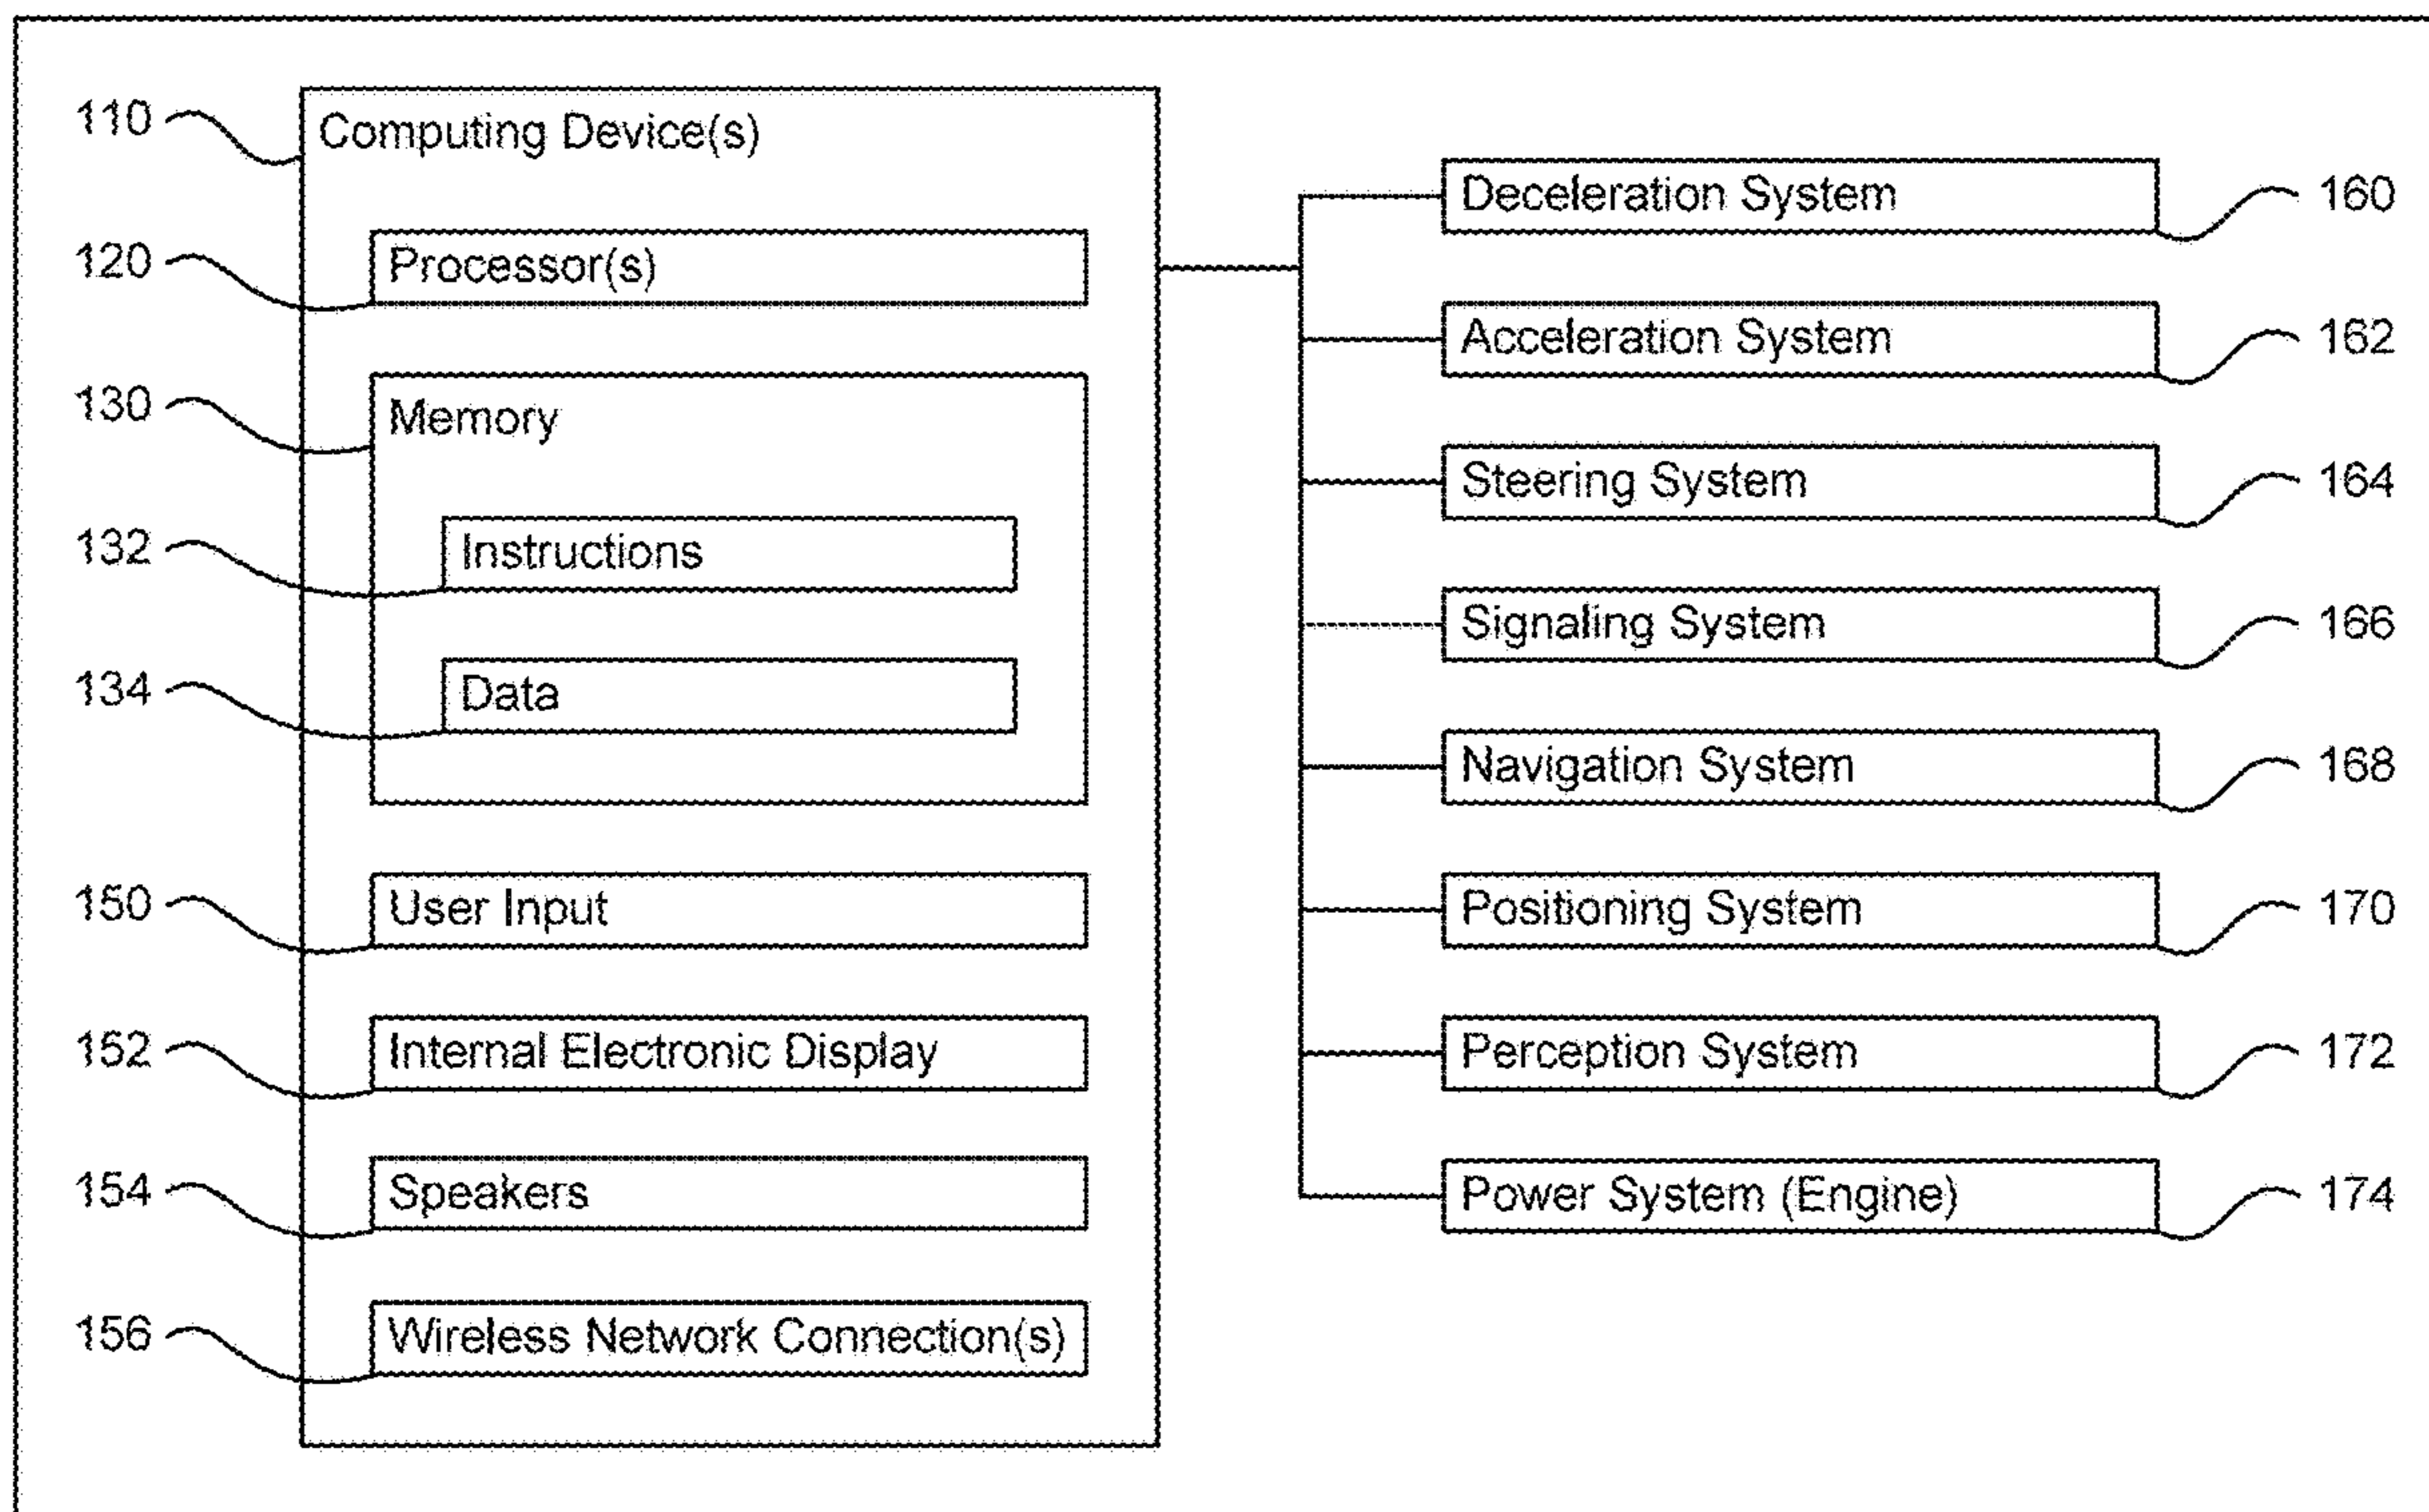 110 Computing Device(s)
120 Processor(s)
130 Memory
132 Instructions
134 Data
150 User Input
152 Internal Electronic Display
154 Speakers
156 Wireless Network Connection(s)
Deceleration System 160
Acceleration System 162
Steering System 164
Signaling System 166
Navigation System 168
Positioning System 170
Perception System 172
Power System (Engine) 174